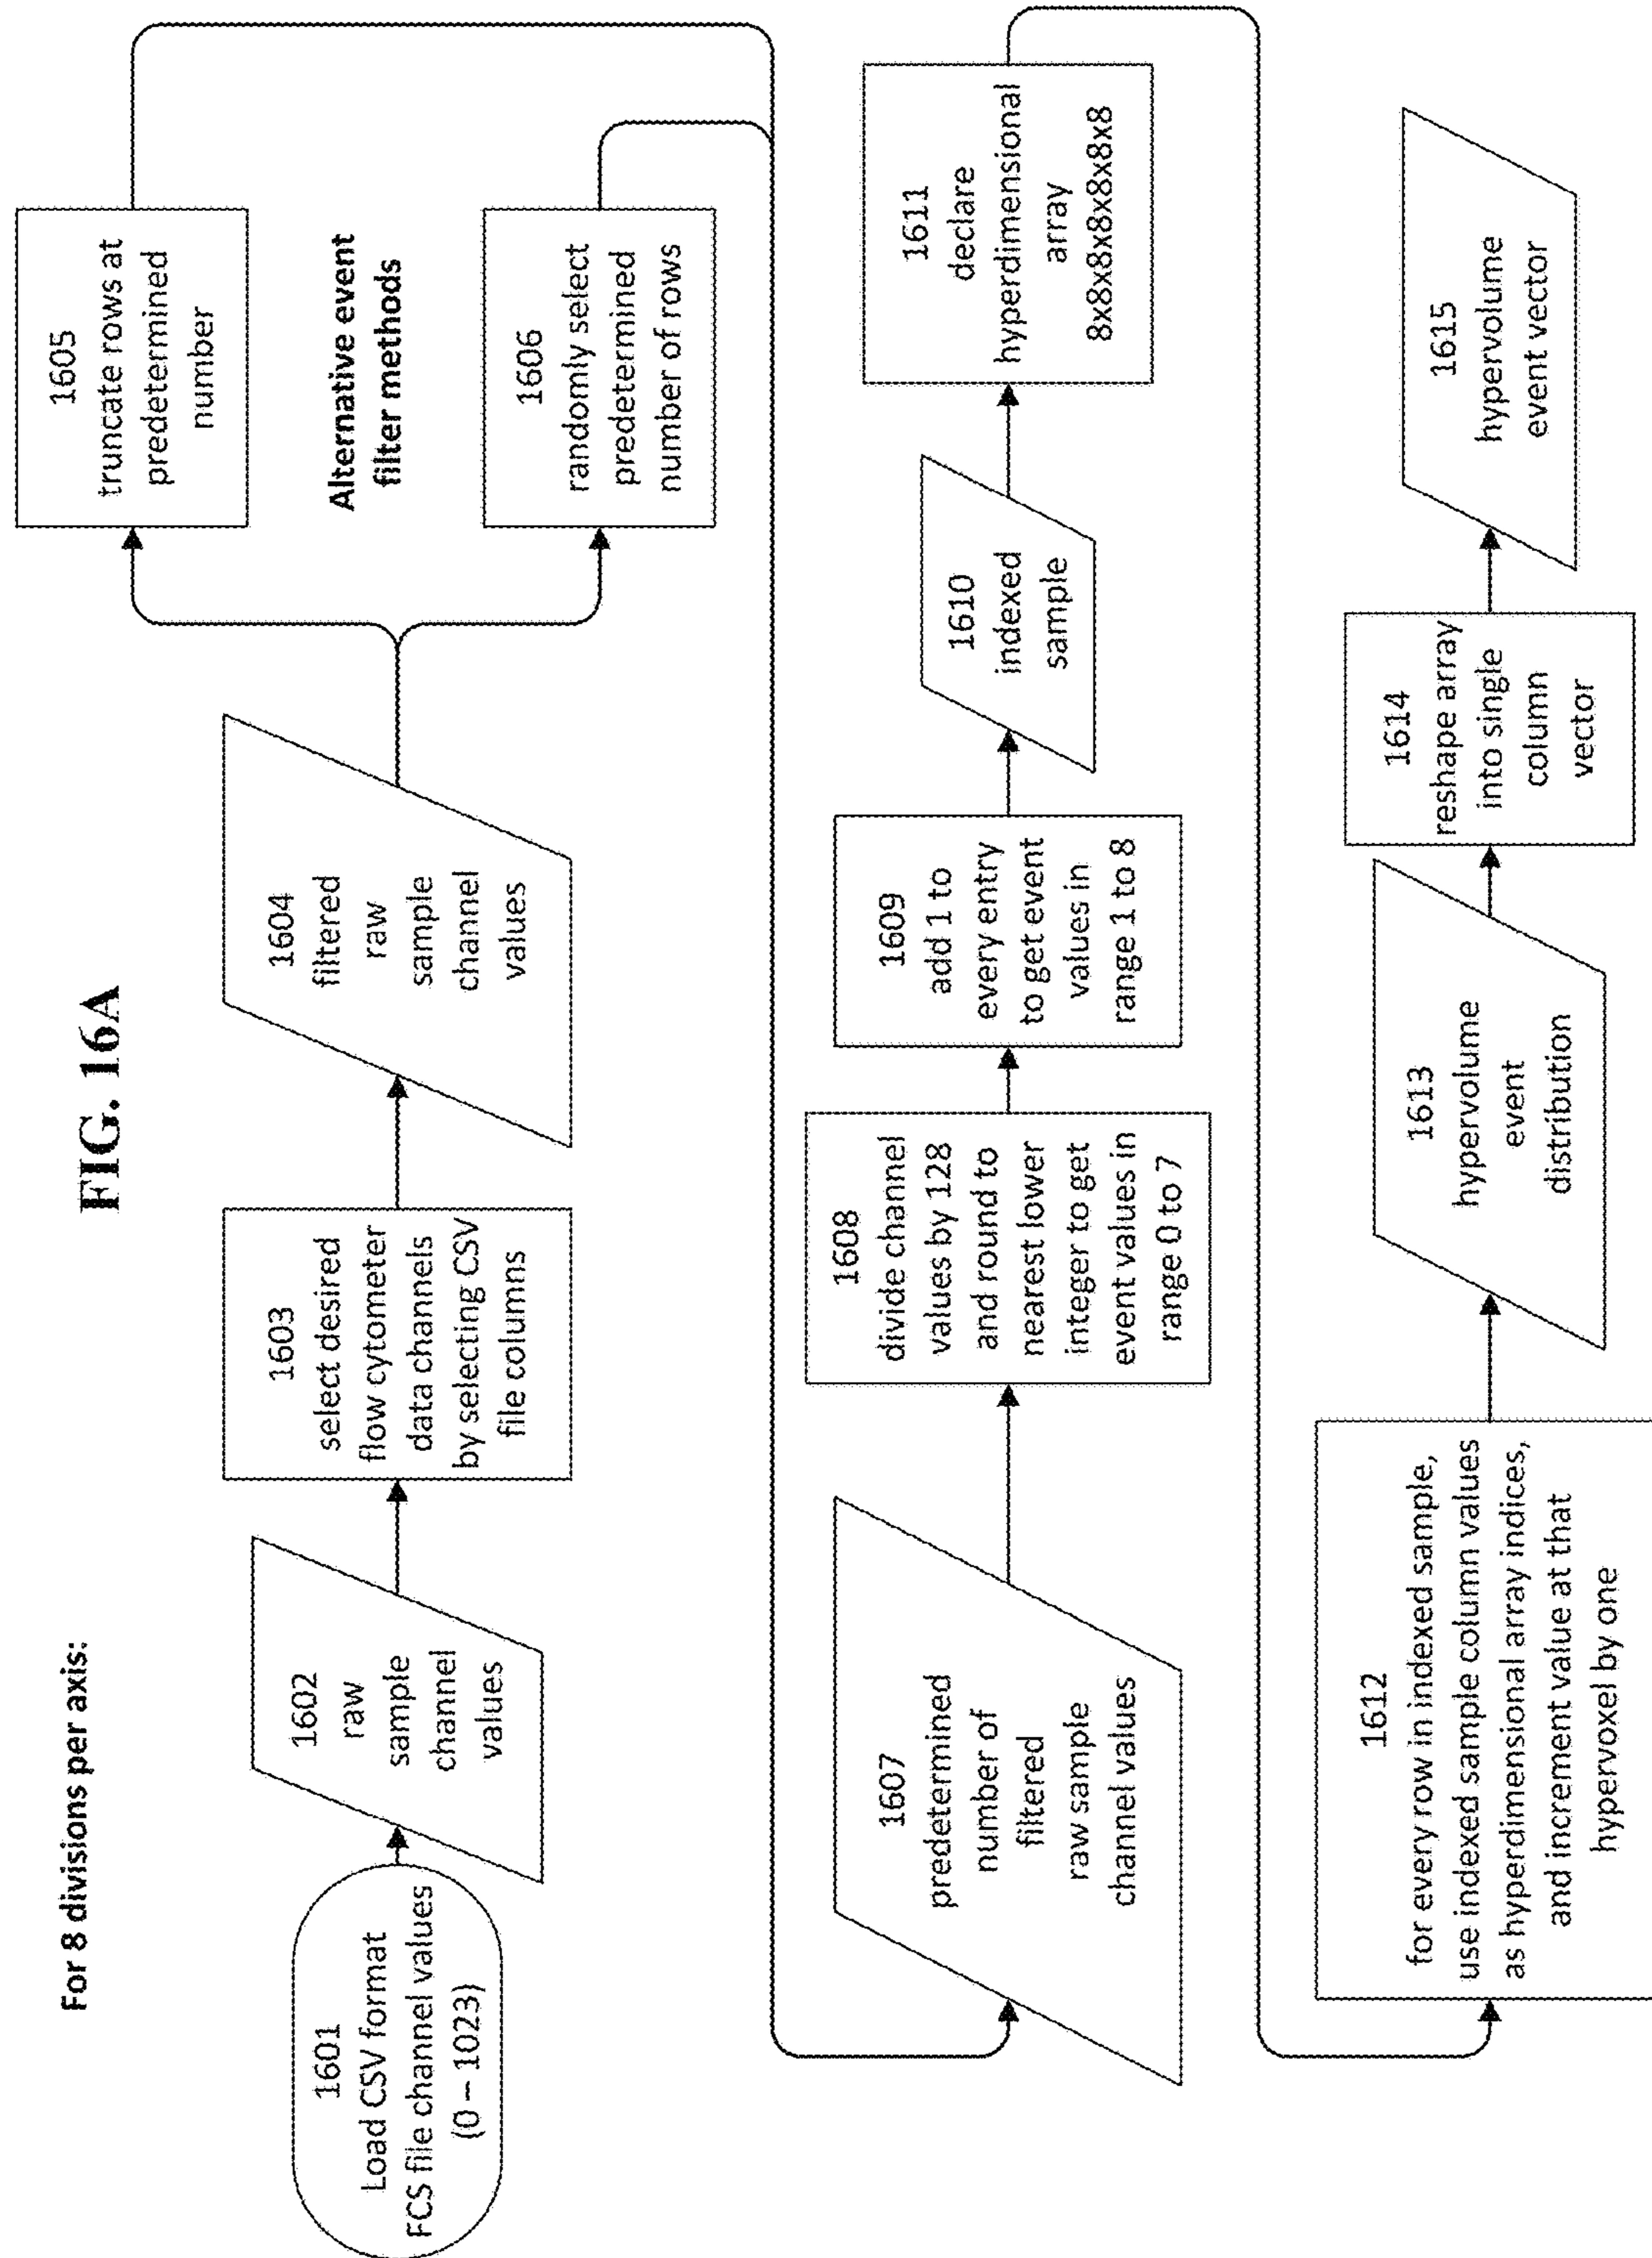 FIG. 16A
For 8 divisions per axis:
1601
Load CSV format
FCS file channel values
(0 – 1023)
1602
raw
sample
channel
values
1603
select desired
flow cytometer
data channels
by selecting CSV
file columns
1604
filtered
raw
sample
channel
values
1605
truncate rows at
predetermined
number
Alternative event
filter methods
1606
randomly select
predetermined
number of rows
1607
predetermined
number of
filtered
raw sample
channel values
1608
divide channel
values by 128
and round to
nearest lower
integer to get
event values in
range 0 to 7
1609
add 1 to
every entry
to get event
values in
range 1 to 8
1610
indexed
sample
1611
declare
hyperdimensional
array
8x8x8x8x8x8x8
1612
for every row in indexed sample,
use indexed sample column values
as hyperdimensional array indices,
and increment value at that
hypervoxel by one
1613
hypervolume
event
distribution
1614
reshape array
into single
column
vector
1615
hypervolume
event vector